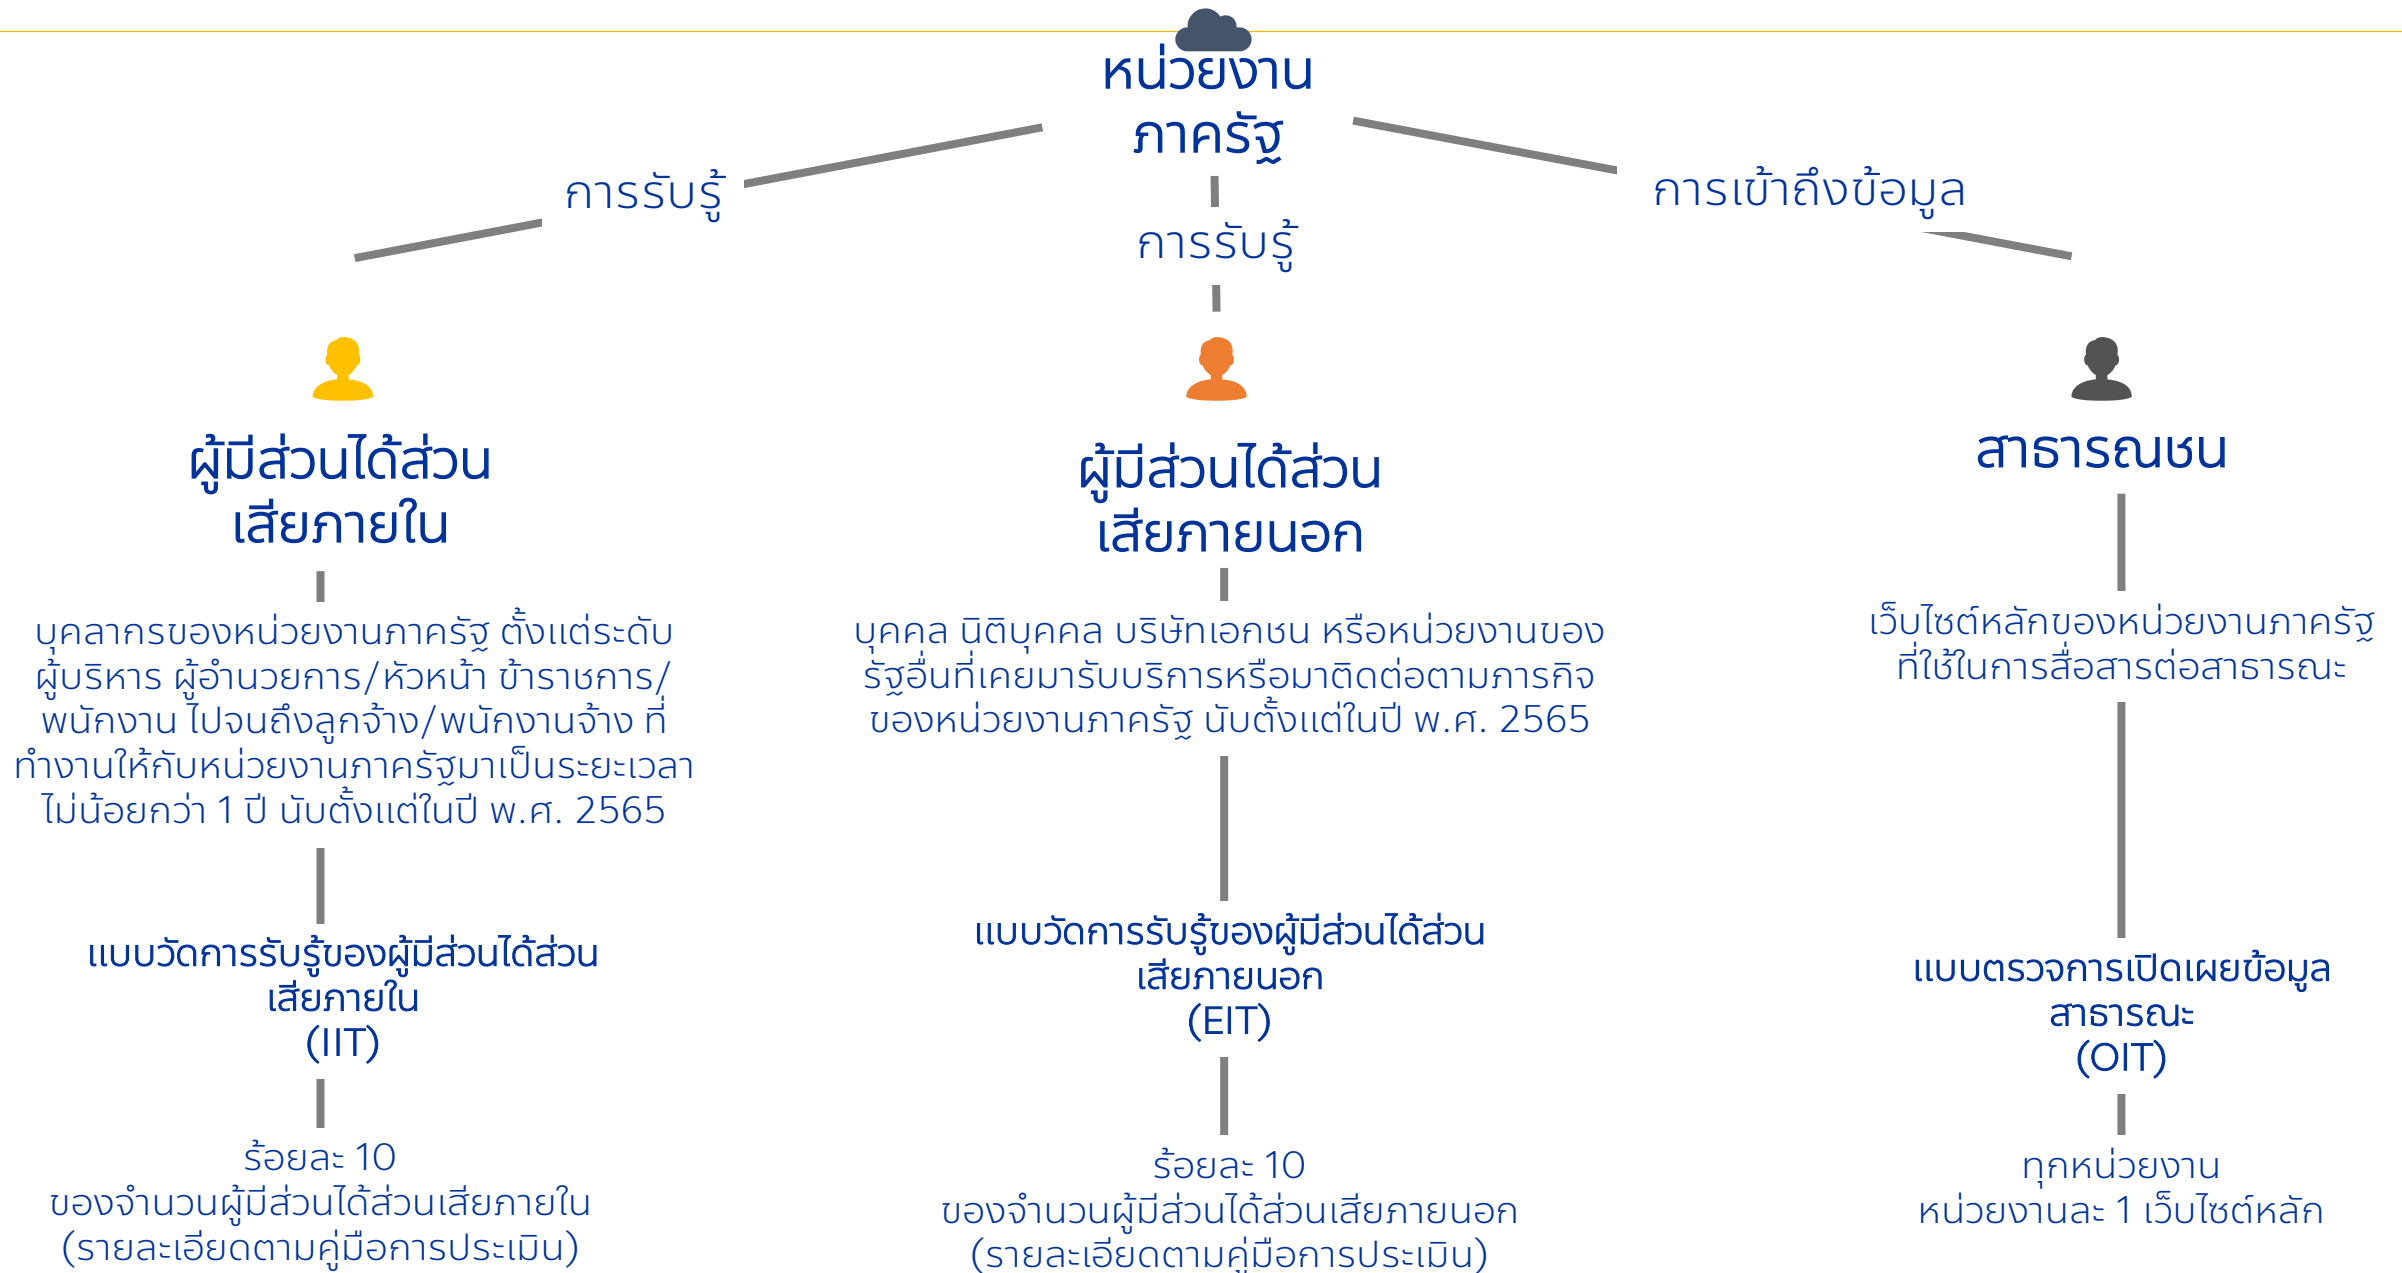 หน่วยงาน
ภาครัฐ
การรับรู้
การรับรู้
การเข้าถึงข้อมูล
ผู้มีส่วนได้ส่วน
เสียภายใน
บุคลากรของหน่วยงานภาครัฐ ตั้งแต่ระดับ
ผู้บริหาร ผู้อำนวยการ/หัวหน้า ข้าราชการ/
พนักงาน ไปจนถึงลูกจ้าง/พนักงานจ้าง ที่
ทำงานให้กับหน่วยงานภาครัฐมาเป็นระยะเวลา
ไม่น้อยกว่า 1 ปี นับตั้งแต่ในปี พ.ศ. 2565
แบบวัดการรับรู้ของผู้มีส่วนได้ส่วน
เสียภายใน
(IIT)
ร้อยละ 10
ของจำนวนผู้มีส่วนได้ส่วนเสียภายใน
(รายละเอียดตามคู่มือการประเมิน)
ผู้มีส่วนได้ส่วน
เสียภายนอก
บุคคล นิติบุคคล บริษัทเอกชน หรือหน่วยงานของ
รัฐอื่นที่เคยมารับบริการหรือมาติดต่อตามภารกิจ
ของหน่วยงานภาครัฐ นับตั้งแต่ในปี พ.ศ. 2565
แบบวัดการรับรู้ของผู้มีส่วนได้ส่วน
เสียภายนอก
(EIT)
ร้อยละ 10
ของจำนวนผู้มีส่วนได้ส่วนเสียภายนอก
(รายละเอียดตามคู่มือการประเมิน)
สาธารณชน
เว็บไซต์หลักของหน่วยงานภาครัฐ
ที่ใช้ในการสื่อสารต่อสาธารณะ
แบบตรวจการเปิดเผยข้อมูล
สาธารณะ
(OIT)
ทุกหน่วยงาน
หน่วยงานละ 1 เว็บไซต์หลัก